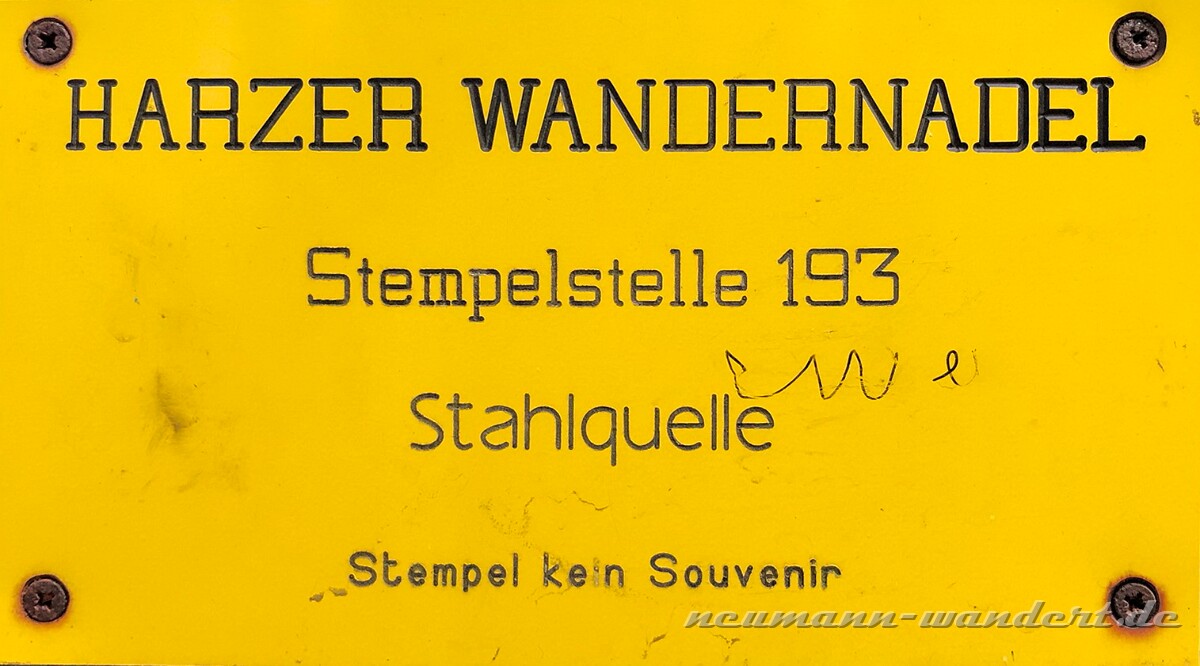 HARZER WANDERNADEL
Stempelstelle 193
Stahlquelle
Stempel kein Souvenir
neumann-wandert.de